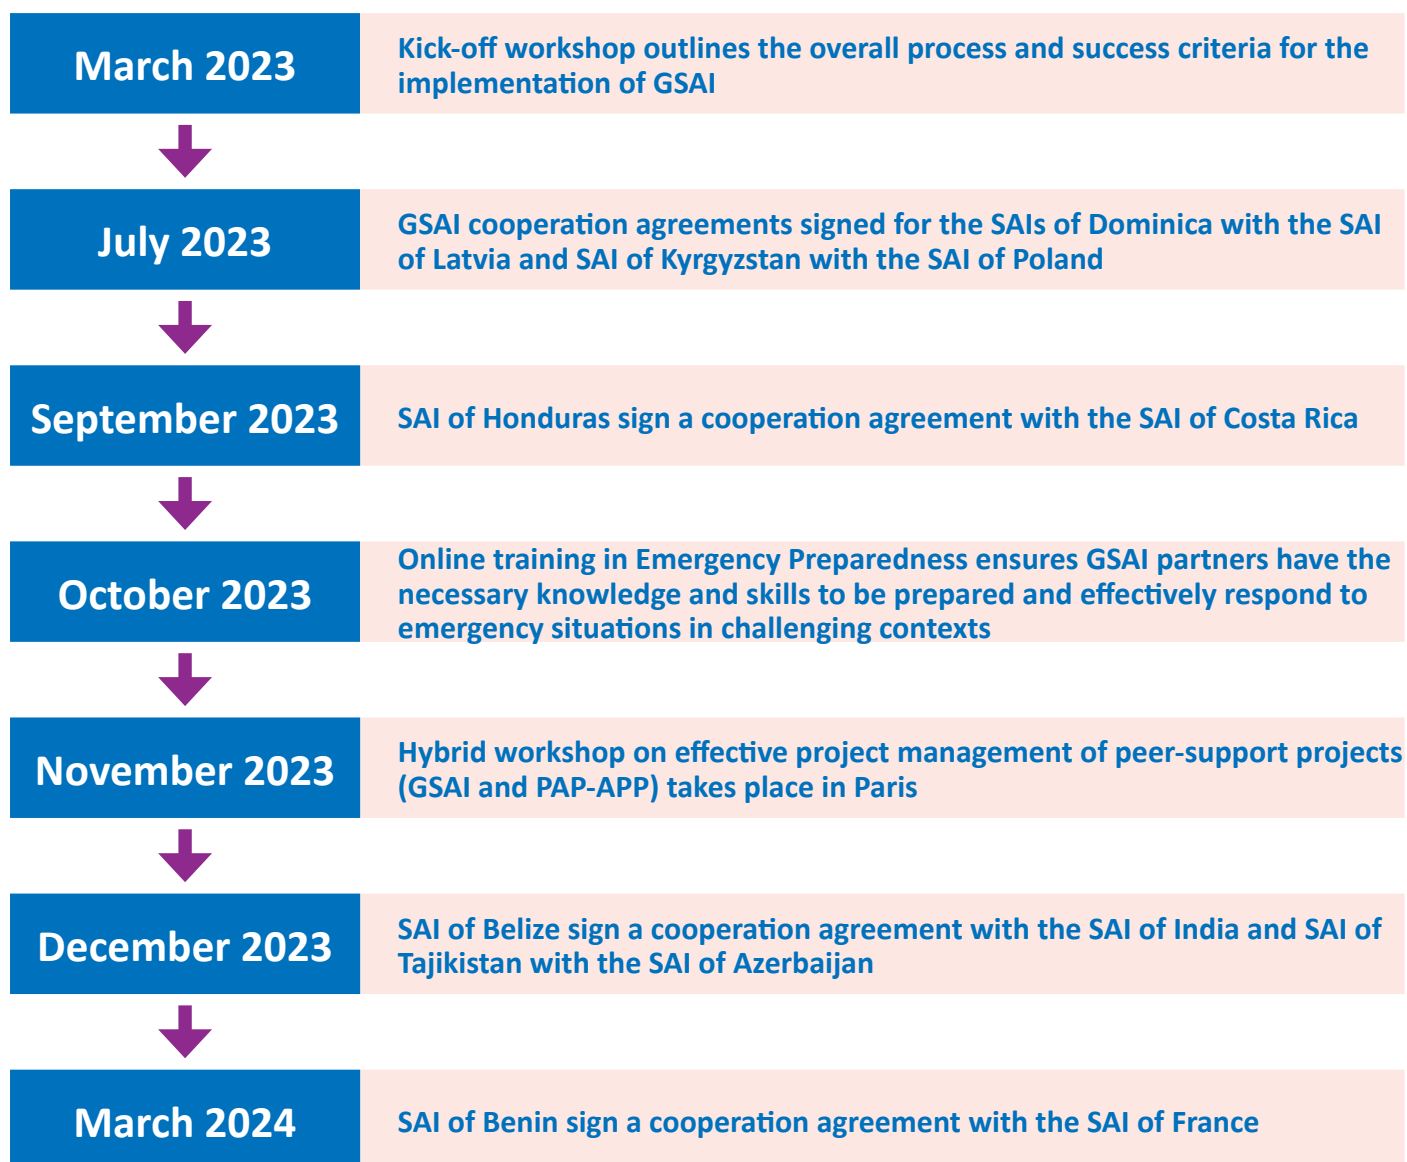 March 2023
Kick-off workshop outlines the overall process and success criteria for the
implementation of GSAI
July 2023
GSAI cooperation agreements signed for the SAIs of Dominica with the SAI
of Latvia and SAI of Kyrgyzstan with the SAI of Poland
September 2023
SAI of Honduras sign a cooperation agreement with the SAI of Costa Rica
October 2023
Online training in Emergency Preparedness ensures GSAI partners have the
necessary knowledge and skills to be prepared and effectively respond to
emergency situations in challenging contexts
November 2023
Hybrid workshop on effective project management of peer-support projects
(GSAI and PAP-APP) takes place in Paris
December 2023
SAI of Belize sign a cooperation agreement with the SAI of India and SAI of
Tajikistan with the SAI of Azerbaijan
March 2024
SAI of Benin sign a cooperation agreement with the SAI of France